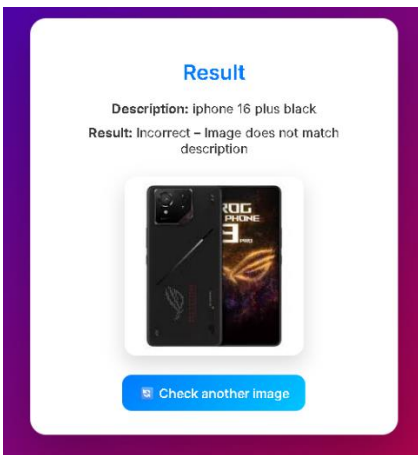 Result
Description: iphone 16 plus black
Result: Incorrect – Image does not match
description
ROG
PHONE
9 PRO
Check another image